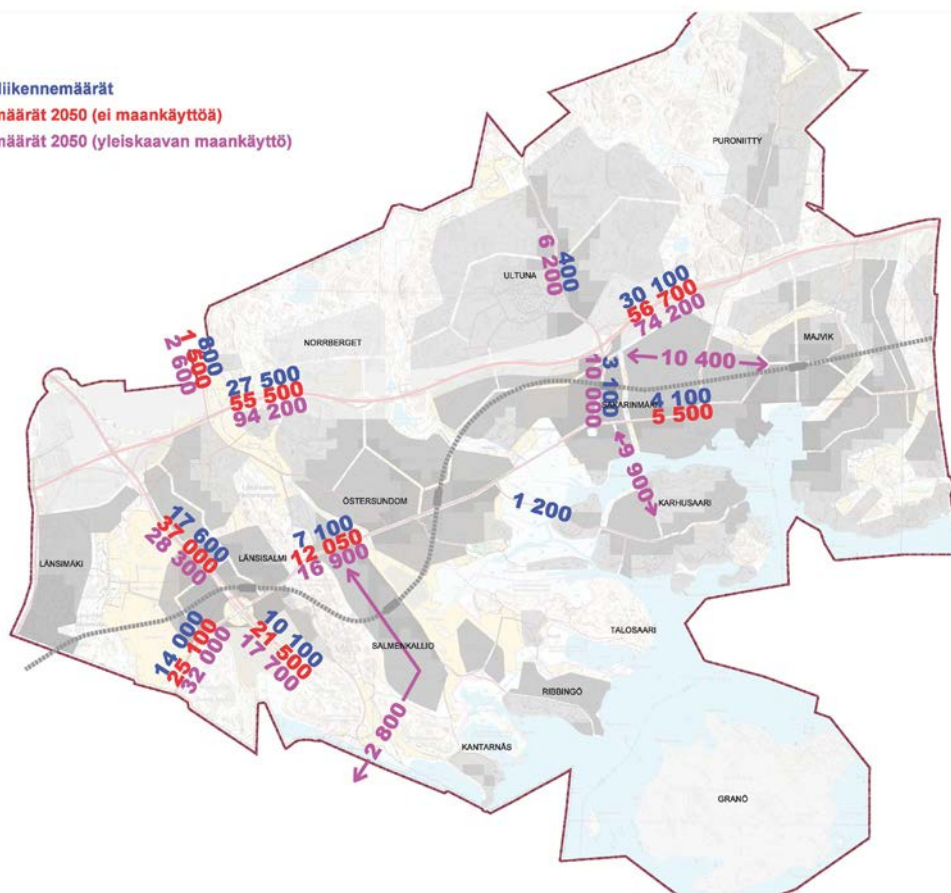 liikennemäärät
määrät 2050 (ei maankäyttöä)
määrät 2050 (yleiskaavan maankäyttö)
PURONIITTY
ULTUNA
400
6 200
30 100
56 700
74 200
NORRBERGET
MAJVIK
800
1 600
2 600
27 500
55 500
94 200
10 400
3 100
10 000
SAKARINMÄKI
4 100
5 500
9 900
KARHUSAARI
1 200
ÖSTERSUNDOM
17 600
37 000
28 300
7 100
12 050
16 900
LÄNSIMÄKI
LÄNSISALMI
14 000
25 100
32 000
10 100
21 500
17 700
SALMENKALLIO
TALOSAARI
RIBBINGÖ
2 800
KANTARNÄS
GRANÖ